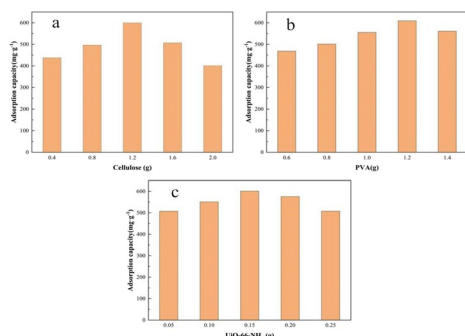 a
Adsorption capacity(mg·g⁻¹)
600
500
400
300
200
100
0
0.4 0.8 1.2 1.6 2.0
Cellulose (g)
b
Adsorption capacity(mg·g⁻¹)
600
500
400
300
200
100
0
0.6 0.8 1.0 1.2 1.4
PVA(g)
c
Adsorption capacity(mg·g⁻¹)
600
500
400
300
200
100
0
0.05 0.10 0.15 0.20 0.25
UiO-66-NH₂ (g)